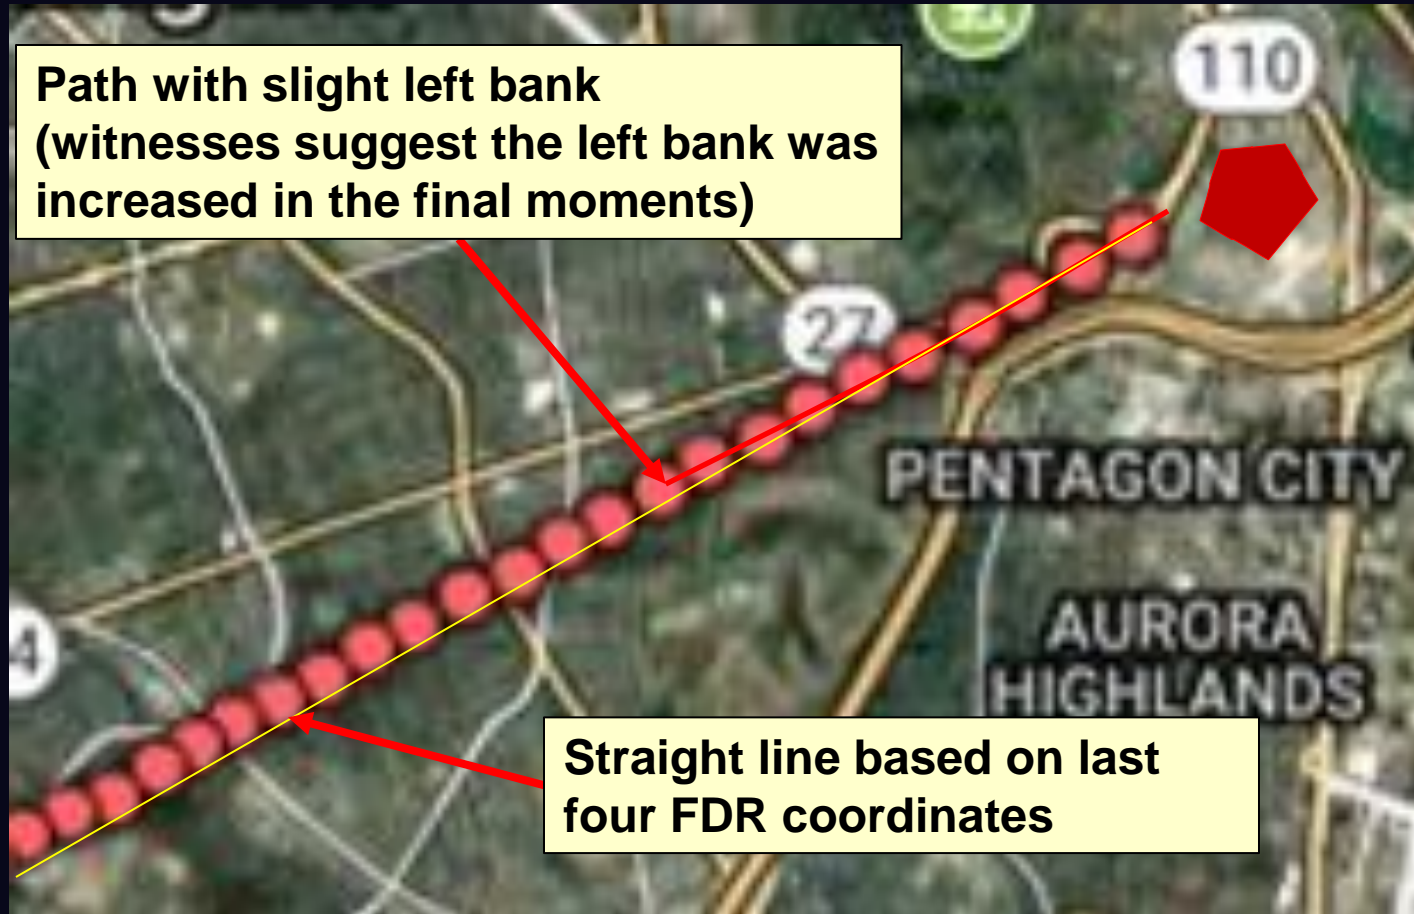 Path with slight left bank
(witnesses suggest the left bank was
increased in the final moments)
110
27
PENTAGON CITY
4
AURORA
HIGHLANDS
Straight line based on last
four FDR coordinates